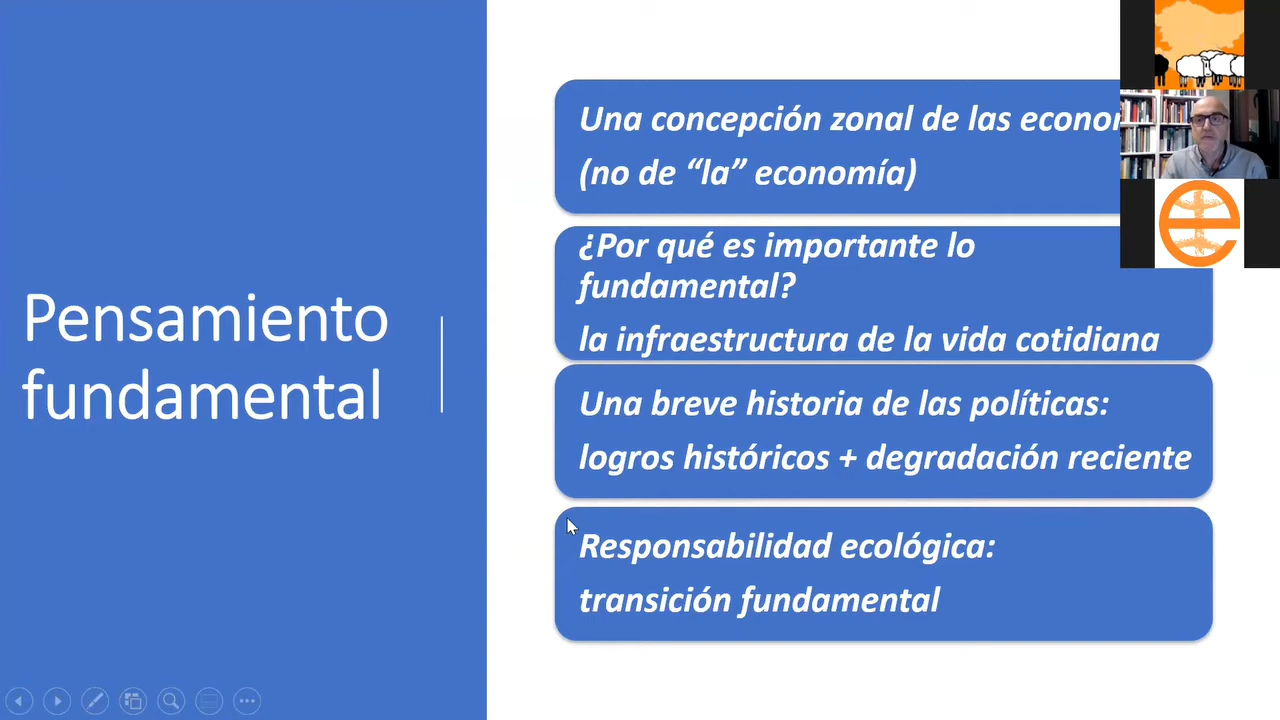 Pensamiento
fundamental
Una concepción zonal de las
(no de “la” economía)
¿Por qué es importante lo
fundamental?
la infraestructura de la vida cotidiana
Una breve historia de las políticas:
logros históricos + degradación reciente
Responsabilidad ecológica:
transición fundamental